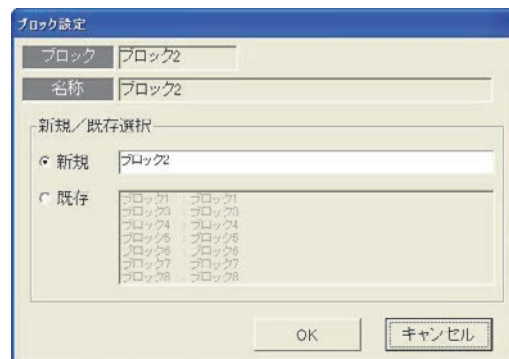 ブロック設定
ブロック ブロック2
名称 ブロック2
新規/既存選択
新規 ブロック2
既存
ブロック1 : ブロック1
ブロック3 : ブロック3
ブロック4 : ブロック4
ブロック5 : ブロック5
ブロック6 : ブロック6
ブロック7 : ブロック7
ブロック8 : ブロック8
OK キャンセル